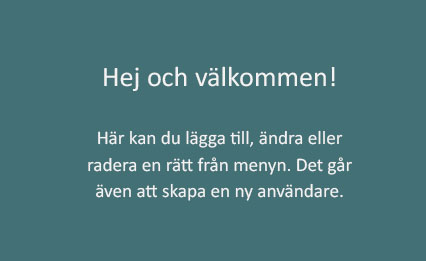 Hej och välkommen!
Här kan du lägga till, ändra eller
radera en rätt från menyn. Det går
även att skapa en ny användare.